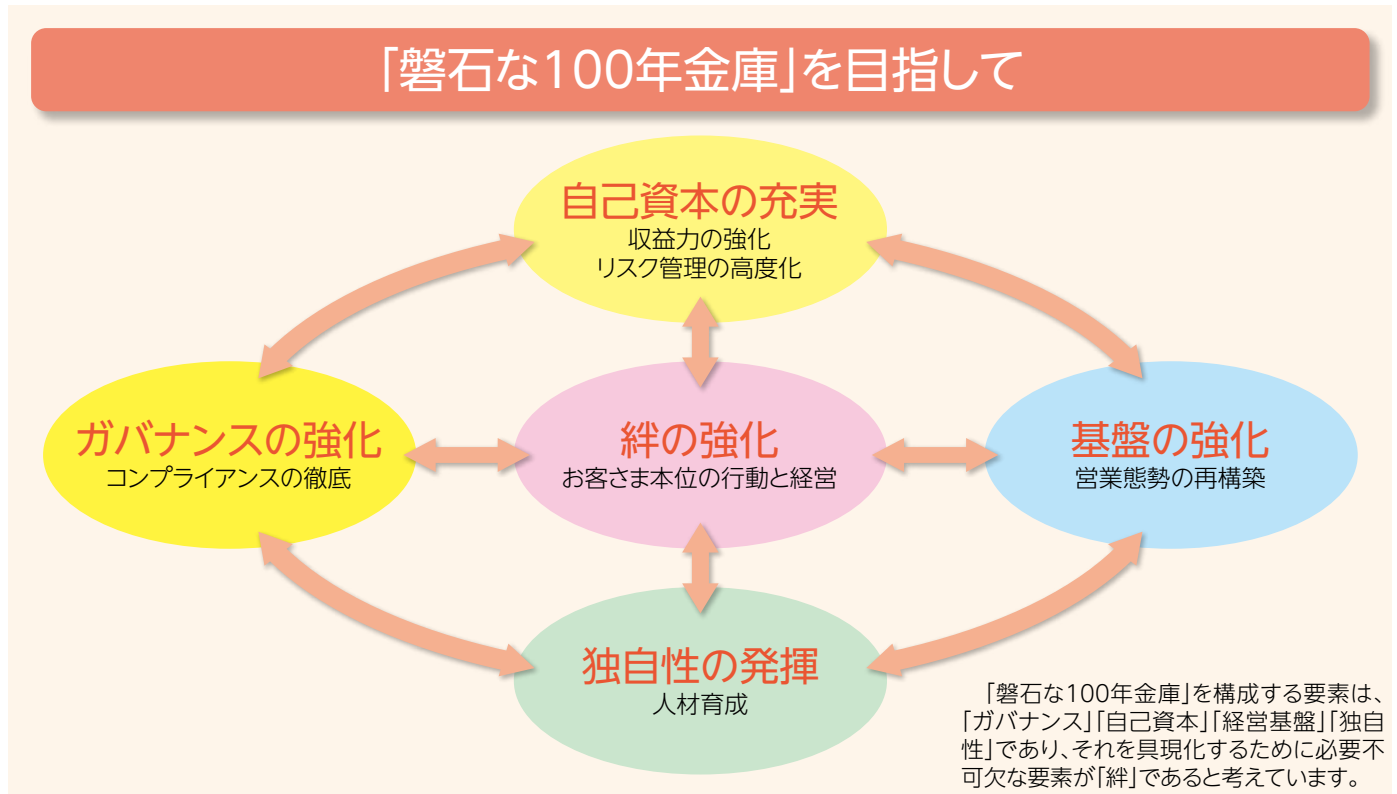 「磐石な100年金庫」を目指して
自己資本の充実
収益力の強化
リスク管理の高度化
ガバナンスの強化
コンプライアンスの徹底
絆の強化
お客さま本位の行動と経営
基盤の強化
営業態勢の再構築
独自性の発揮
人材育成
「磐石な100年金庫」を構成する要素は、
「ガバナンス」「自己資本」「経営基盤」「独自
性」であり、それを具現化するために必要不
可欠な要素が「絆」であると考えています。